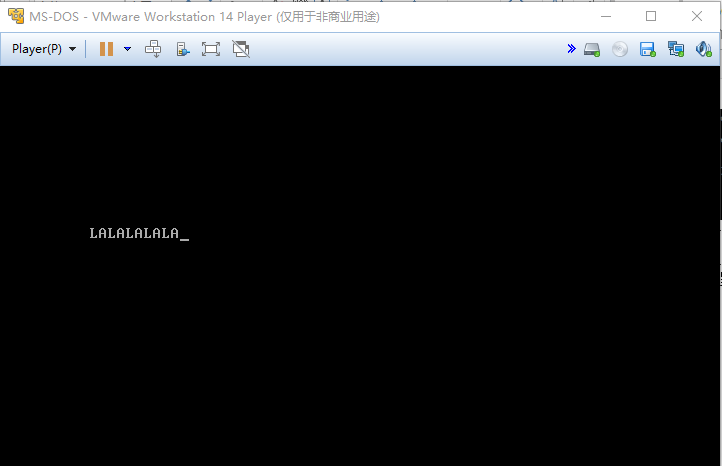 MS-DOS - VMware Workstation 14 Player (仅用于非商业用途)
Player(P)
LALALALALA_